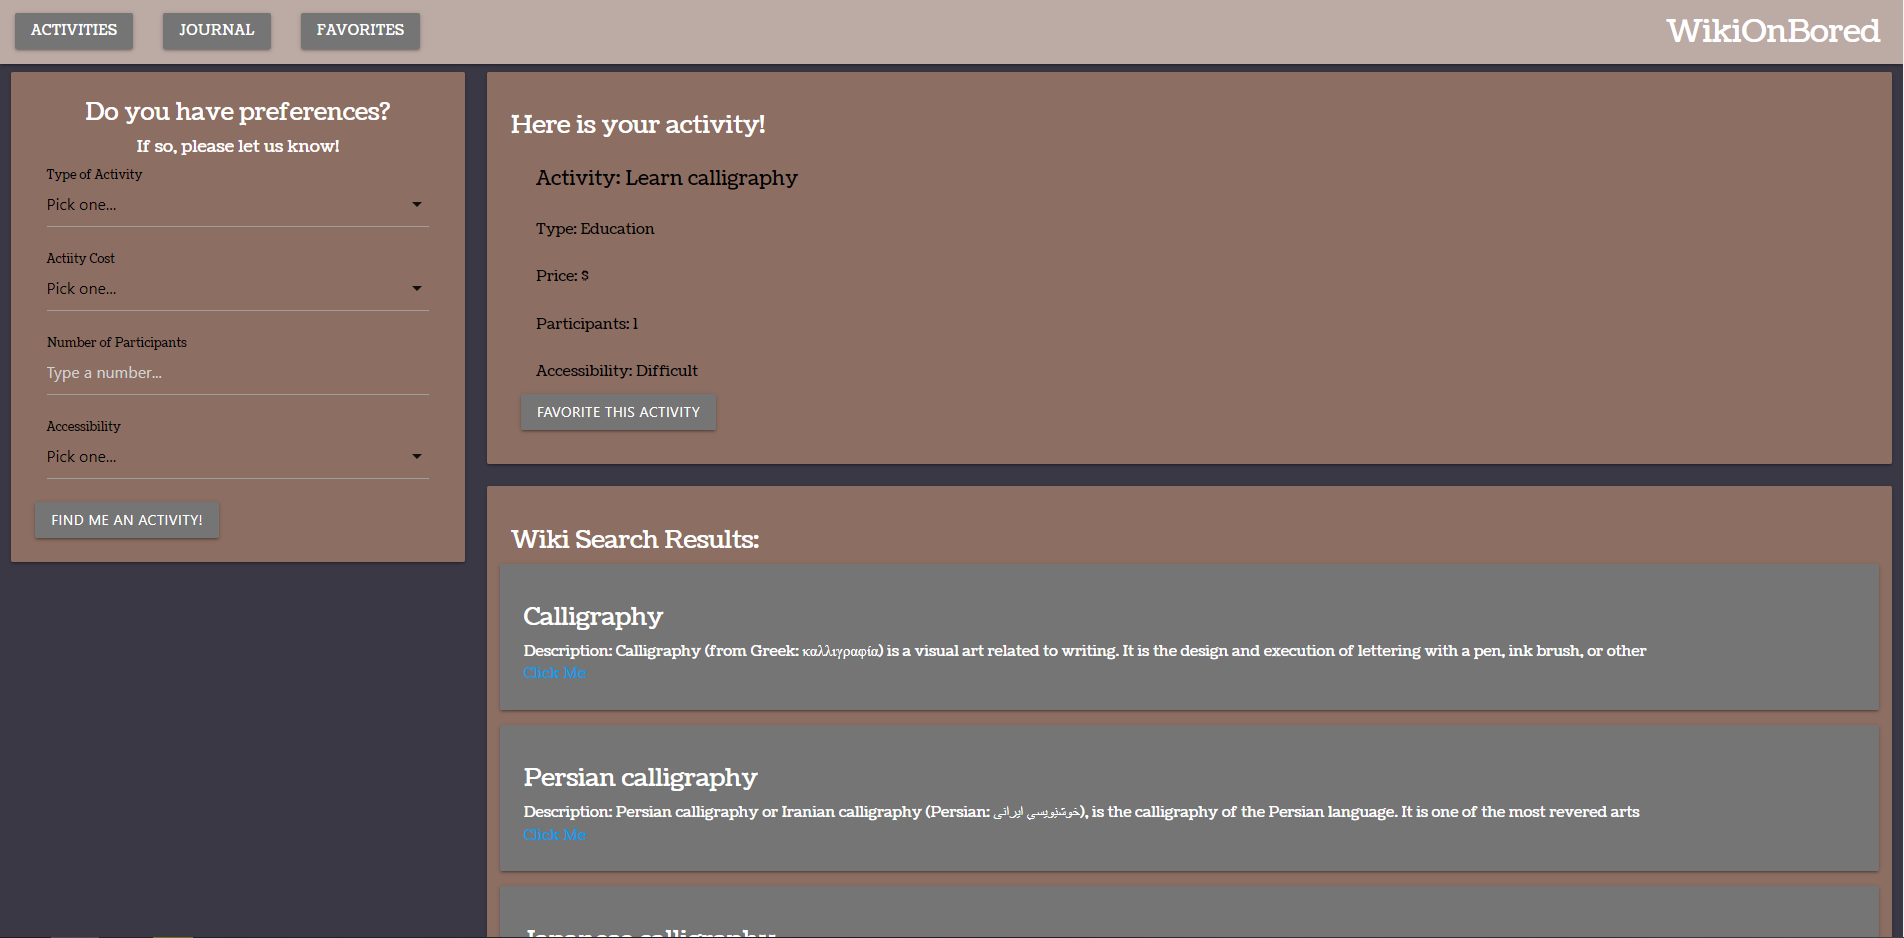 ACTIVITIES JOURNAL FAVORITES WikiOnBored
Do you have preferences?
If so, please let us know!
Type of Activity
Pick one...
Actiity Cost
Pick one...
Number of Participants
Type a number...
Accessibility
Pick one...
FIND ME AN ACTIVITY!
Here is your activity!
Activity: Learn calligraphy
Type: Education
Price: $
Participants: 1
Accessibility: Difficult
FAVORITE THIS ACTIVITY
Wiki Search Results:
Calligraphy
Description: Calligraphy (from Greek: καλλιγραφία) is a visual art related to writing. It is the design and execution of lettering with a pen, ink brush, or other
Click Me
Persian calligraphy
Description: Persian calligraphy or Iranian calligraphy (Persian: خوشنویسی ایرانی), is the calligraphy of the Persian language. It is one of the most revered arts
Click Me
Japanese calligraphy